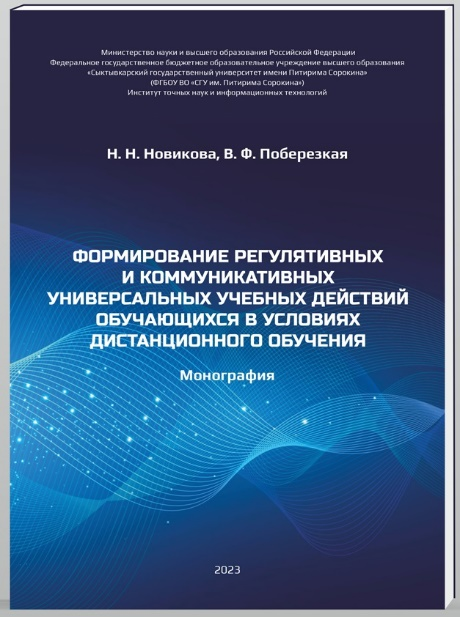 Министерство науки и высшего образования Российской Федерации
Федеральное государственное бюджетное образовательное учреждение высшего образования
«Сыктывкарский государственный университет имени Питирима Сорокина»
(ФГБОУ ВО «СГУ им. Питирима Сорокина»)
Институт точных наук и информационных технологий
Н. Н. Новикова, В. Ф. Поберезкая
ФОРМИРОВАНИЕ РЕГУЛЯТИВНЫХ
И КОММУНИКАТИВНЫХ
УНИВЕРСАЛЬНЫХ УЧЕБНЫХ ДЕЙСТВИЙ
ОБУЧАЮЩИХСЯ В УСЛОВИЯХ
ДИСТАНЦИОННОГО ОБУЧЕНИЯ
Монография
2023